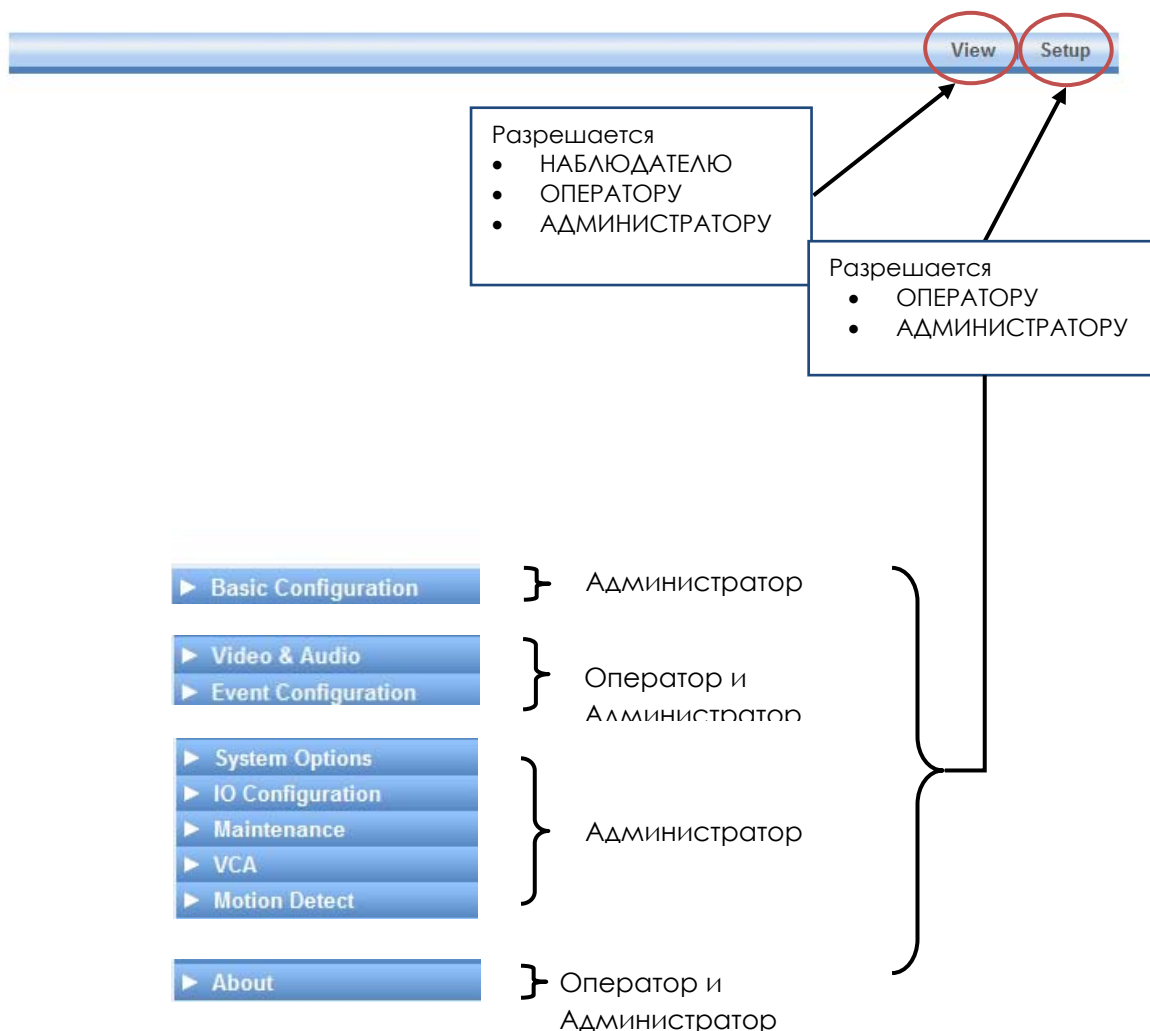 View Setup
Разрешается
• НАБЛЮДАТЕЛЮ
• ОПЕРАТОРУ
• АДМИНИСТРАТОРУ
Разрешается
• ОПЕРАТОРУ
• АДМИНИСТРАТОРУ
Basic Configuration
Администратор
Video & Audio
Event Configuration
Оператор и
Администратор
System Options
IO Configuration
Maintenance
VCA
Motion Detect
Администратор
About
Оператор и
Администратор